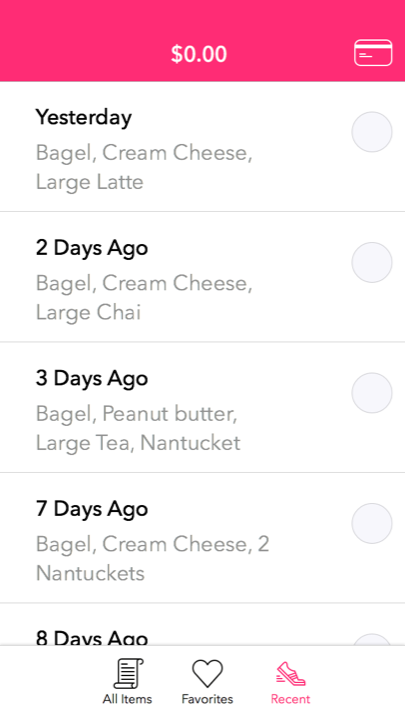 $0.00
Yesterday
Bagel, Cream Cheese,
Large Latte
2 Days Ago
Bagel, Cream Cheese,
Large Chai
3 Days Ago
Bagel, Peanut butter,
Large Tea, Nantucket
7 Days Ago
Bagel, Cream Cheese, 2
Nantuckets
8 Days Ago
All Items
Favorites
Recent